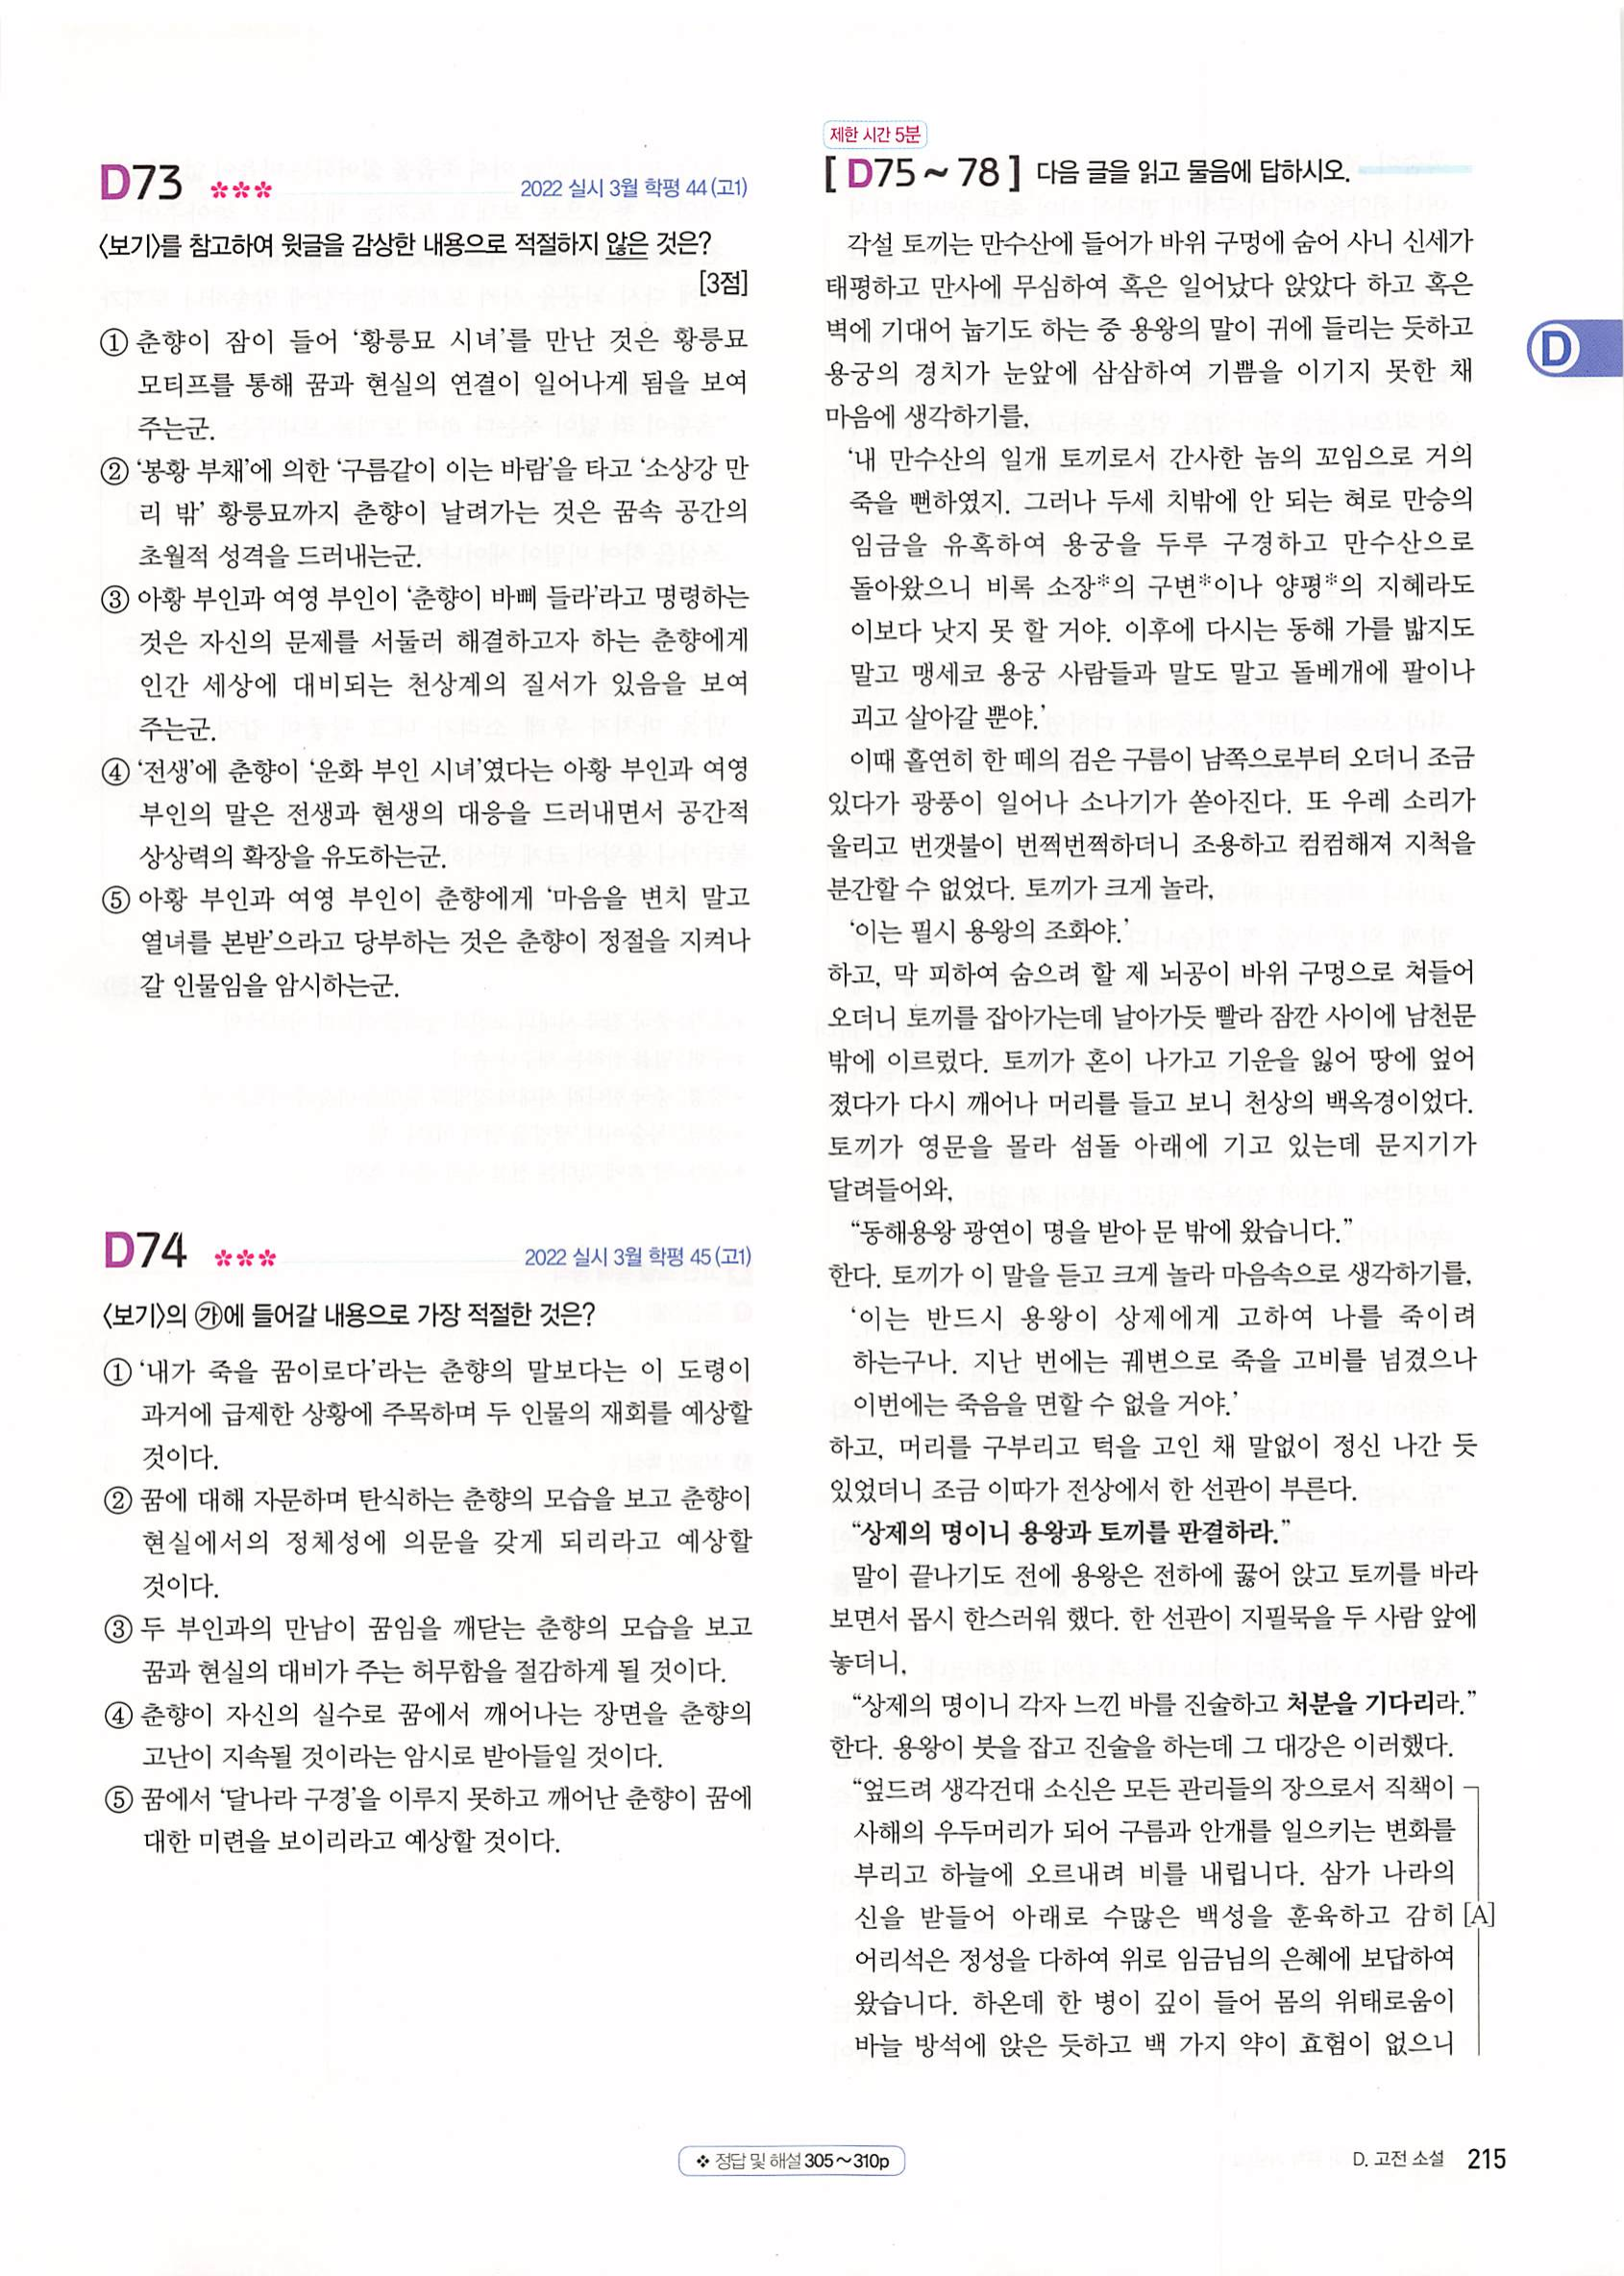 D73 ***
2022 실시 3월 학평 44(고1)
<보기>를 참고하여 윗글을 감상한 내용으로 적절하지 않은 것은?
[3점]
① 춘향이 잠이 들어 ‘황릉묘 시녀’를 만난 것은 황릉묘
모티프를 통해 꿈과 현실의 연결이 일어나게 됨을 보여
주는군.
② ‘봉황 부채’에 의한 ‘구름같이 이는 바람’을 타고 ‘소상강 만
리 밖’ 황릉묘까지 춘향이 날려가는 것은 꿈속 공간의
초월적 성격을 드러내는군.
③ 아황 부인과 여영 부인이 ‘춘향이 바삐 들라’라고 명령하는
것은 자신의 문제를 서둘러 해결하고자 하는 춘향에게
인간 세상에 대비되는 천상계의 질서가 있음을 보여
주는군.
④ ‘전생’에 춘향이 ‘운화 부인 시녀’였다는 아황 부인과 여영
부인의 말은 전생과 현생의 대응을 드러내면서 공간적
상상력의 확장을 유도하는군.
⑤ 아황 부인과 여영 부인이 춘향에게 ‘마음을 변치 말고
열녀를 본받’으라고 당부하는 것은 춘향이 정절을 지켜나
갈 인물임을 암시하는군.
D74 ***
2022 실시 3월 학평 45(고1)
<보기>의 ㉮에 들어갈 내용으로 가장 적절한 것은?
① ‘내가 죽을 꿈이로다’라는 춘향의 말보다는 이 도령이
과거에 급제한 상황에 주목하며 두 인물의 재회를 예상할
것이다.
② 꿈에 대해 자문하며 탄식하는 춘향의 모습을 보고 춘향이
현실에서의 정체성에 의문을 갖게 되리라고 예상할
것이다.
③ 두 부인과의 만남이 꿈임을 깨닫는 춘향의 모습을 보고
꿈과 현실의 대비가 주는 허무함을 절감하게 될 것이다.
④ 춘향이 자신의 실수로 꿈에서 깨어나는 장면을 춘향의
고난이 지속될 것이라는 암시로 받아들일 것이다.
⑤ 꿈에서 ‘달나라 구경’을 이루지 못하고 깨어난 춘향이 꿈에
대한 미련을 보이리라고 예상할 것이다.
제한 시간 5분
[ D75 ~ 78 ] 다음 글을 읽고 물음에 답하시오.
각설 토끼는 만수산에 들어가 바위 구멍에 숨어 사니 신세가
태평하고 만사에 무심하여 혹은 일어났다 앉았다 하고 혹은
벽에 기대어 눕기도 하는 중 용왕의 말이 귀에 들리는 듯하고
용궁의 경치가 눈앞에 삼삼하여 기쁨을 이기지 못한 채
마음에 생각하기를,
‘내 만수산의 일개 토끼로서 간사한 놈의 꼬임으로 거의
죽을 뻔하였지. 그러나 두세 치밖에 안 되는 혀로 만승의
임금을 유혹하여 용궁을 두루 구경하고 만수산으로
돌아왔으니 비록 소장*의 구변*이나 양평*의 지혜라도
이보다 낫지 못 할 거야. 이후에 다시는 동해 가를 밟지도
말고 맹세코 용궁 사람들과 말도 말고 돌베개에 팔이나
괴고 살아갈 뿐야.’
이때 홀연히 한 떼의 검은 구름이 남쪽으로부터 오더니 조금
있다가 광풍이 일어나 소나기가 쏟아진다. 또 우레 소리가
울리고 번갯불이 번쩍번쩍하더니 조용하고 컴컴해져 지척을
분간할 수 없었다. 토끼가 크게 놀라,
‘이는 필시 용왕의 조화야.’
하고, 막 피하여 숨으려 할 제 뇌공이 바위 구멍으로 쳐들어
오더니 토끼를 잡아가는데 날아가듯 빨라 잠깐 사이에 남천문
밖에 이르렀다. 토끼가 혼이 나가고 기운을 잃어 땅에 엎어
졌다가 다시 깨어나 머리를 들고 보니 천상의 백옥경이었다.
토끼가 영문을 몰라 섬돌 아래에 기고 있는데 문지기가
달려들어와,
“동해용왕 광연이 명을 받아 문 밖에 왔습니다.”
한다. 토끼가 이 말을 듣고 크게 놀라 마음속으로 생각하기를,
‘이는 반드시 용왕이 상제에게 고하여 나를 죽이려
하는구나. 지난 번에는 궤변으로 죽을 고비를 넘겼으나
이번에는 죽음을 면할 수 없을 거야.’
하고, 머리를 구부리고 턱을 고인 채 말없이 정신 나간 듯
있었더니 조금 이따가 전상에서 한 선관이 부른다.
“상제의 명이니 용왕과 토끼를 판결하라.”
말이 끝나기도 전에 용왕은 전하에 꿇어 앉고 토끼를 바라
보면서 몹시 한스러워 했다. 한 선관이 지필묵을 두 사람 앞에
놓더니,
“상제의 명이니 각자 느낀 바를 진술하고 처분을 기다리라.”
한다. 용왕이 붓을 잡고 진술을 하는데 그 대강은 이러했다.
“엎드려 생각건대 소신은 모든 관리들의 장으로서 직책이
사해의 우두머리가 되어 구름과 안개를 일으키는 변화를
부리고 하늘에 오르내려 비를 내립니다. 삼가 나라의
신을 받들어 아래로 수많은 백성을 훈육하고 감히 [A]
어리석은 정성을 다하여 위로 임금님의 은혜에 보답하여
왔습니다. 하온데 한 병이 깊이 들어 몸의 위태로움이
바늘 방석에 앉은 듯하고 백 가지 약이 효험이 없으니
D
❖ 정답 및 해설 305~310p
D. 고전 소설 215